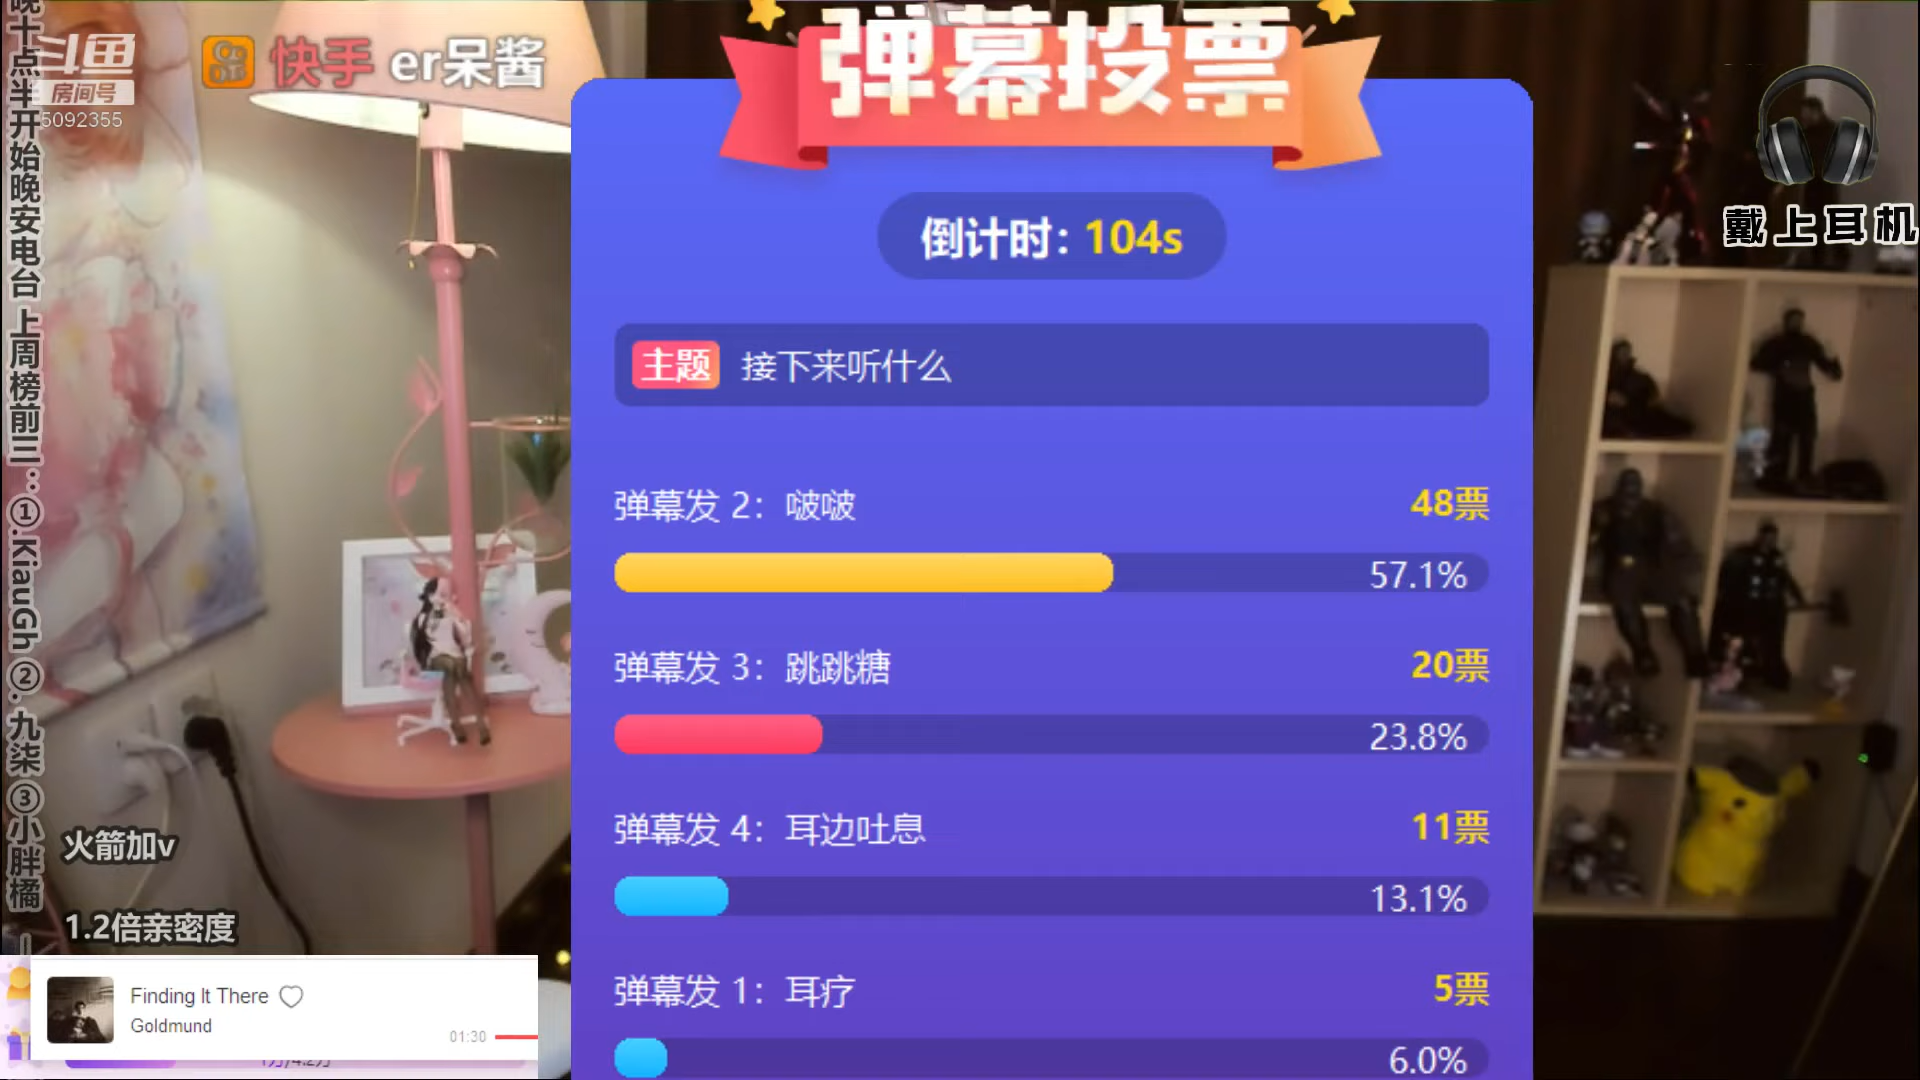 晚十点半开始晚安电台 上周榜前三：①.KiauGh ②.九柒③小胖橘
斗鱼
房间号
5092355
快手 er呆酱
弹幕投票
倒计时：104s
主题 接下来听什么
弹幕发 2：啵啵 48票
57.1%
弹幕发 3：跳跳糖 20票
23.8%
弹幕发 4：耳边吐息 11票
13.1%
弹幕发 1：耳疗 5票
6.0%
戴上耳机
火箭加v
1.2倍亲密度
Finding It There
Goldmund
01:30